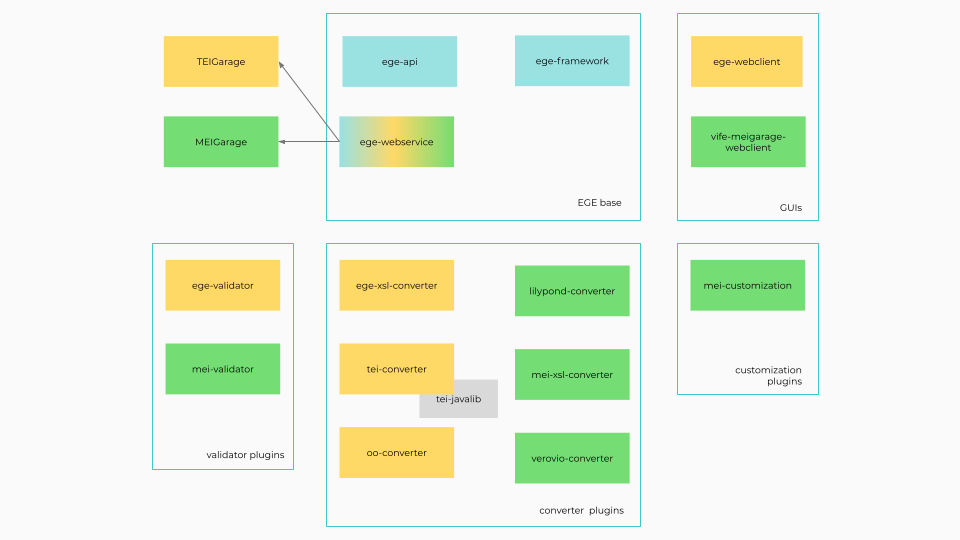 TEIGarage
MEIGarage
ege-api
ege-framework
ege-webservice
EGE base
ege-webclient
vife-meigarage-
webclient
GUIs
ege-validator
mei-validator
validator plugins
ege-xsl-converter
tei-converter
tei-javalib
oo-converter
lilypond-converter
mei-xsl-converter
verovio-converter
converter  plugins
mei-customization
customization
plugins